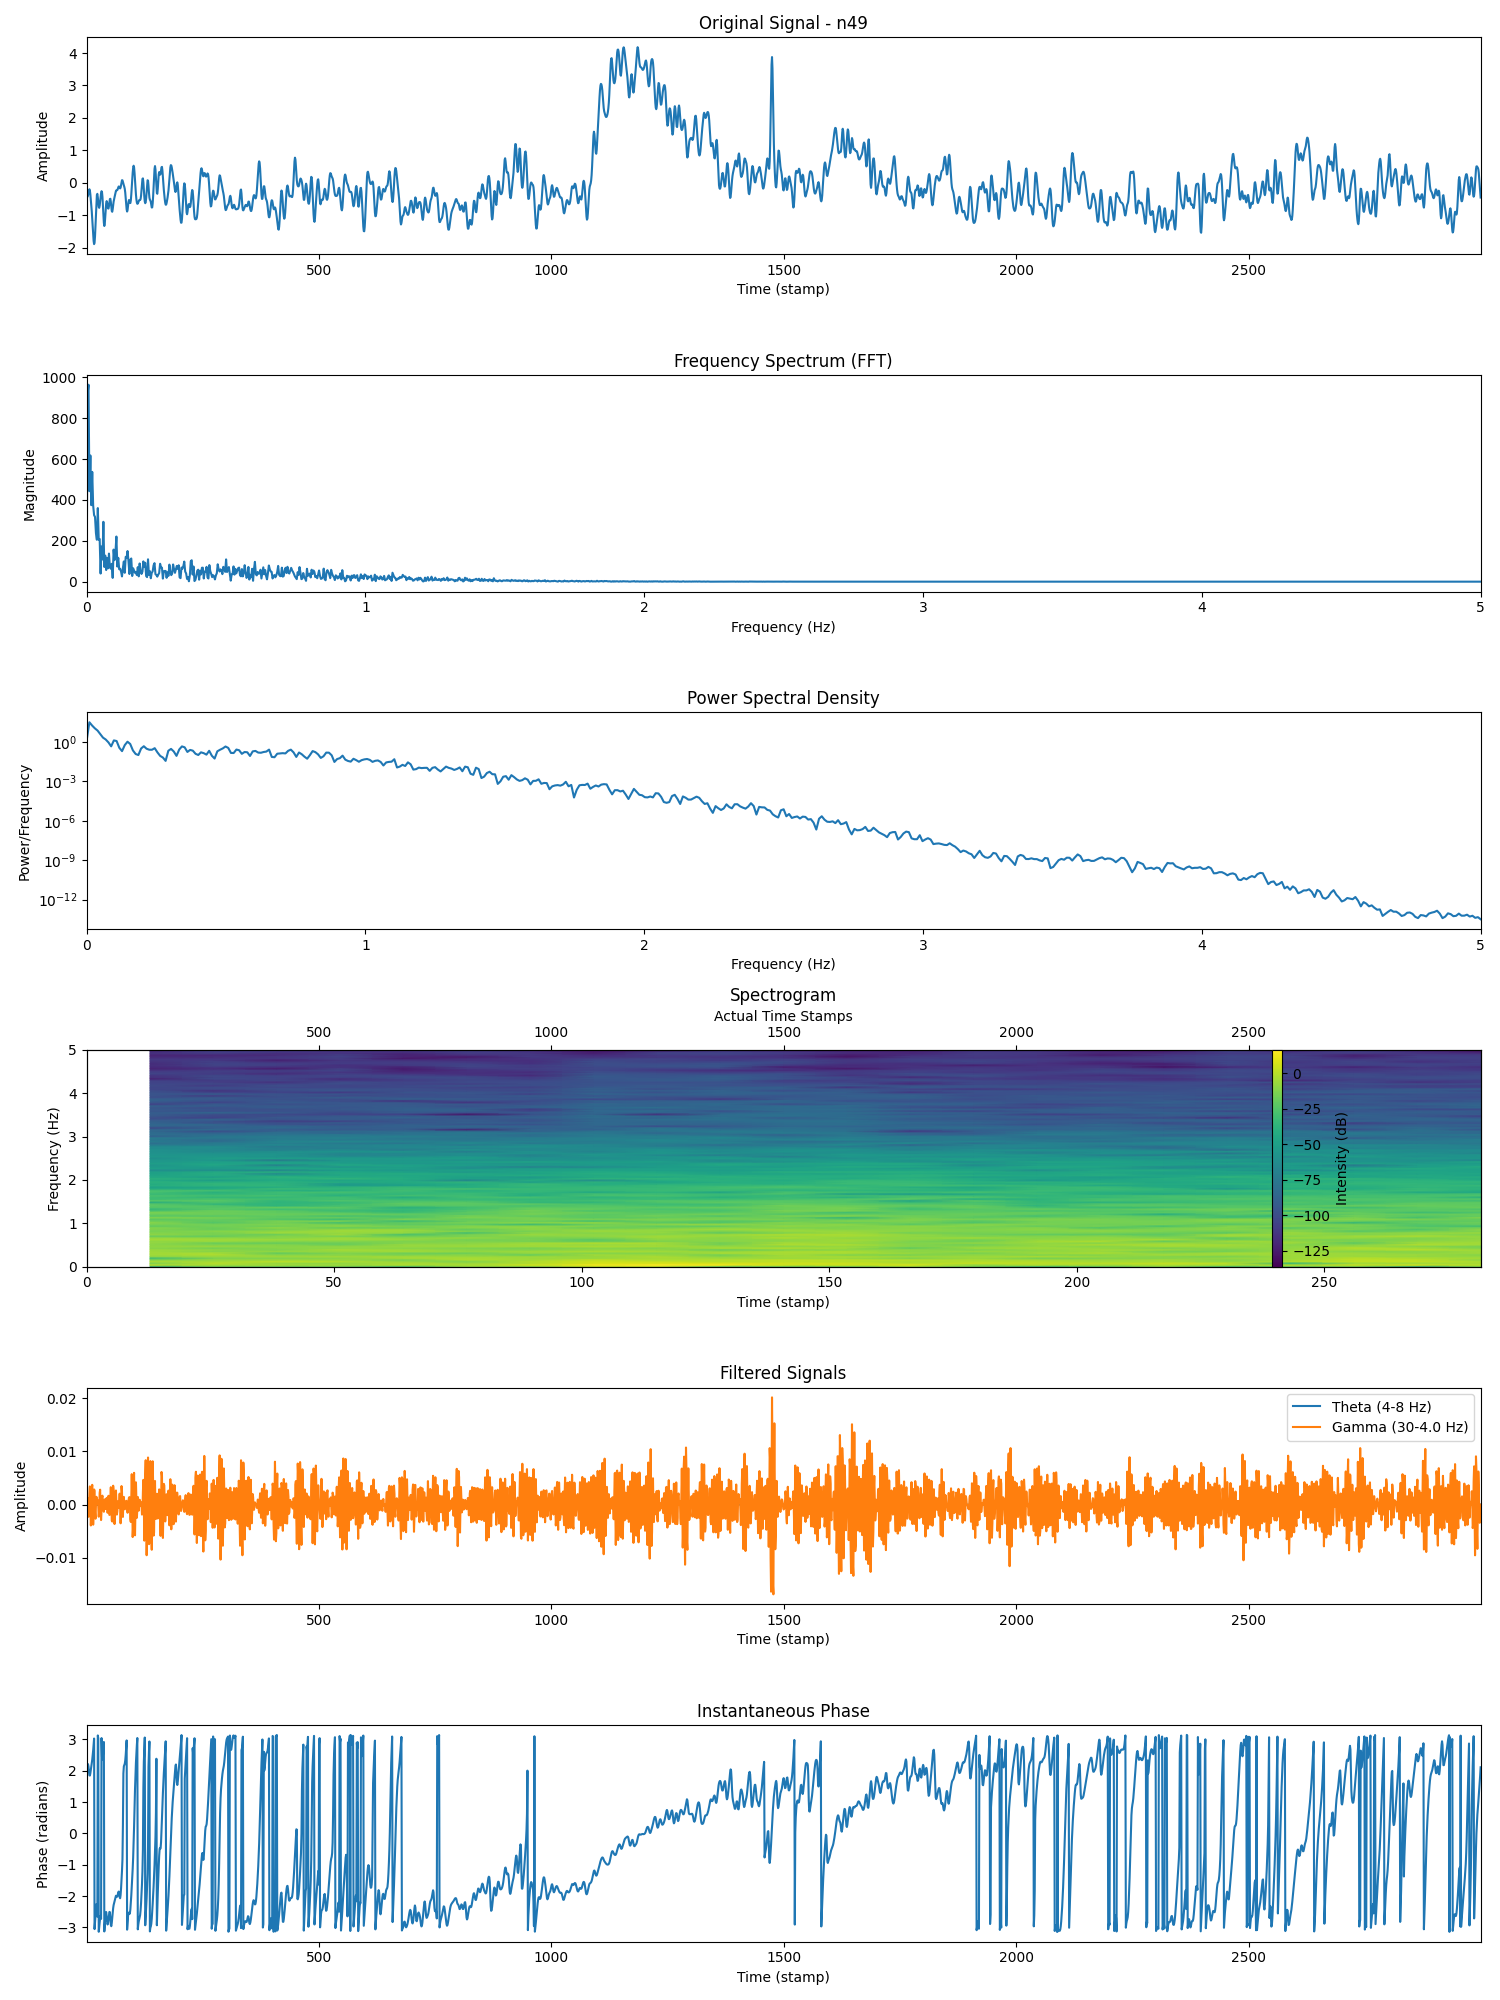 Original Signal - n49
4
3
2
1
0
−1
−2
Amplitude
500 1000 1500 2000 2500
Time (stamp)
Frequency Spectrum (FFT)
1000
800
600
400
200
0
Magnitude
0 1 2 3 4 5
Frequency (Hz)
Power Spectral Density
10^0
10^−3
10^−6
10^−9
10^−12
Power/Frequency
0 1 2 3 4 5
Frequency (Hz)
Spectrogram
Actual Time Stamps
500 1000 1500 2000 2500
5
4
3
2
1
0
Frequency (Hz)
0
−25
−50
−75
−100
−125
Intensity (dB)
0 50 100 150 200 250
Time (stamp)
Filtered Signals
Theta (4-8 Hz)
Gamma (30-4.0 Hz)
0.02
0.01
0.00
−0.01
Amplitude
500 1000 1500 2000 2500
Time (stamp)
Instantaneous Phase
3
2
1
0
−1
−2
−3
Phase (radians)
500 1000 1500 2000 2500
Time (stamp)